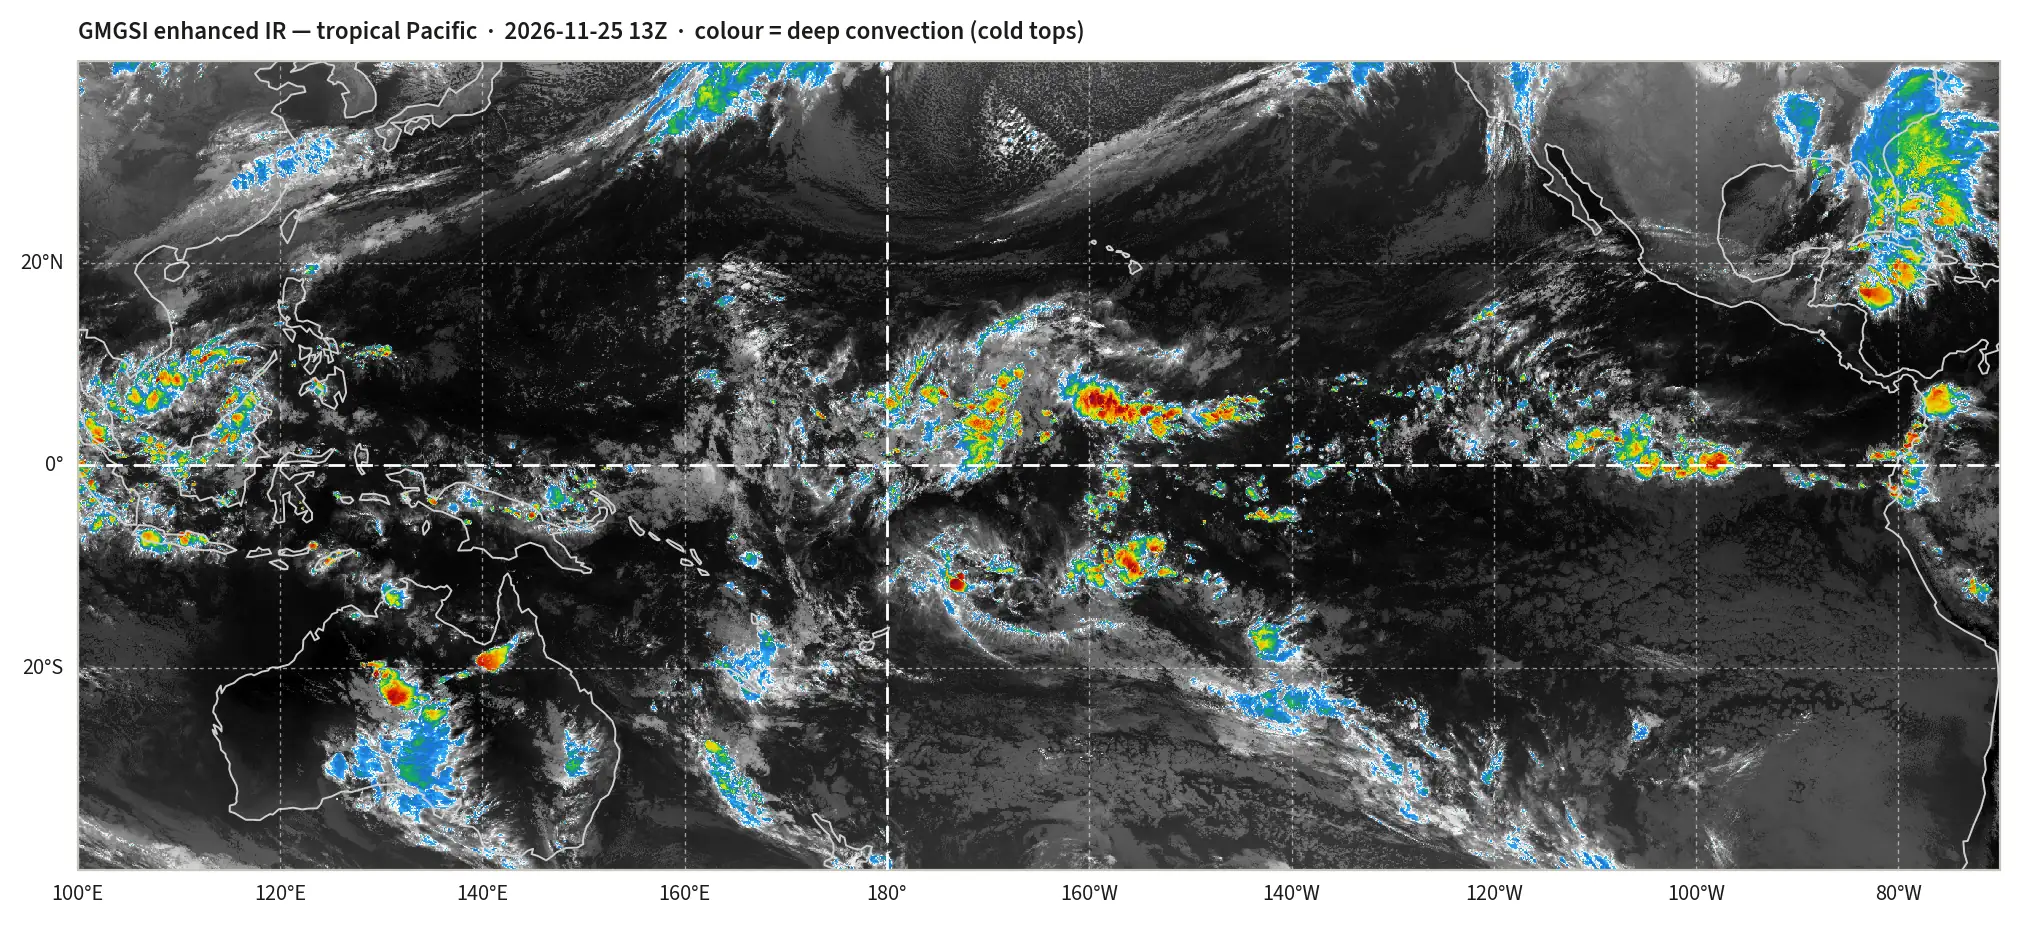 GMGSI enhanced IR — tropical Pacific · 2026-11-25 13Z · colour = deep convection (cold tops)
20°N
0°
20°S
100°E 120°E 140°E 160°E 180° 160°W 140°W 120°W 100°W 80°W